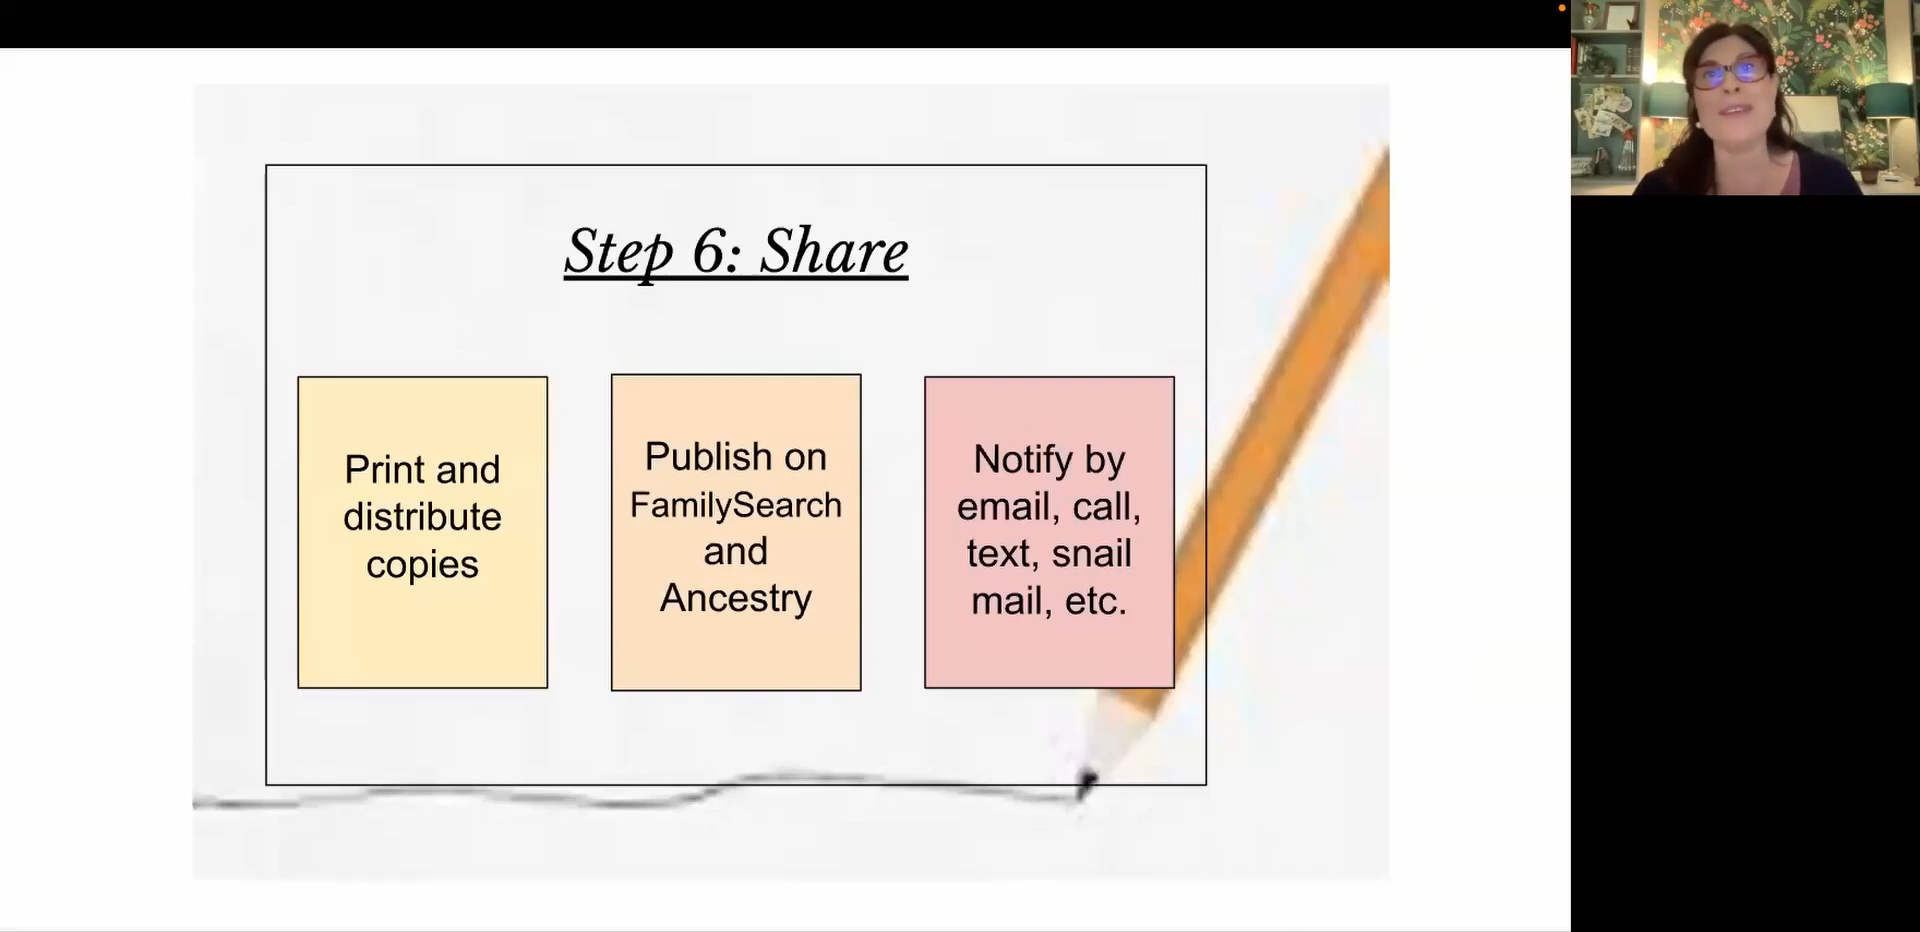 Step 6: Share
Print and
distribute
copies
Publish on
FamilySearch
and
Ancestry
Notify by
email, call,
text, snail
mail, etc.